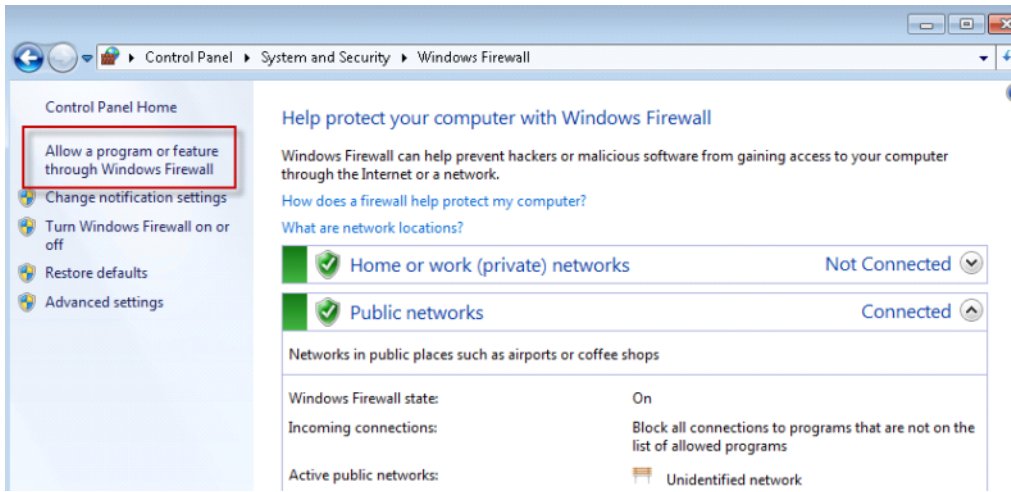 Control Panel ▸ System and Security ▸ Windows Firewall
Control Panel Home
Allow a program or feature
through Windows Firewall
Change notification settings
Turn Windows Firewall on or
off
Restore defaults
Advanced settings
Help protect your computer with Windows Firewall
Windows Firewall can help prevent hackers or malicious software from gaining access to your computer
through the Internet or a network.
How does a firewall help protect my computer?
What are network locations?
Home or work (private) networks Not Connected
Public networks Connected
Networks in public places such as airports or coffee shops
Windows Firewall state: On
Incoming connections: Block all connections to programs that are not on the
list of allowed programs
Active public networks: Unidentified network